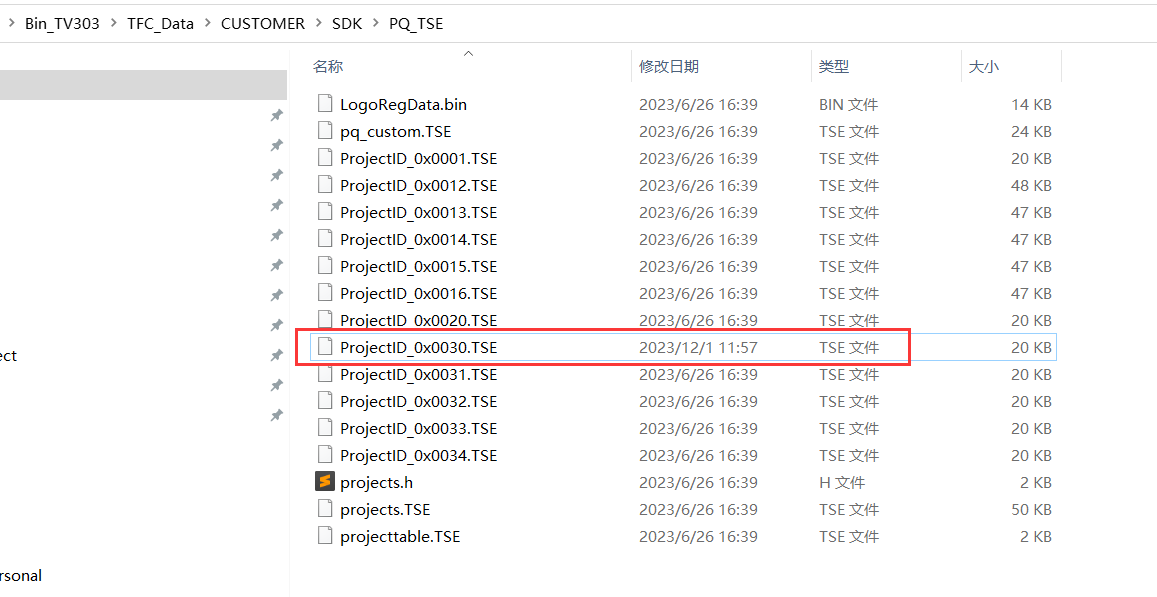 Bin_TV303 > TFC_Data > CUSTOMER > SDK > PQ_TSE
名称 修改日期 类型 大小
LogoRegData.bin 2023/6/26 16:39 BIN 文件 14 KB
pq_custom.TSE 2023/6/26 16:39 TSE 文件 24 KB
ProjectID_0x0001.TSE 2023/6/26 16:39 TSE 文件 20 KB
ProjectID_0x0012.TSE 2023/6/26 16:39 TSE 文件 48 KB
ProjectID_0x0013.TSE 2023/6/26 16:39 TSE 文件 47 KB
ProjectID_0x0014.TSE 2023/6/26 16:39 TSE 文件 47 KB
ProjectID_0x0015.TSE 2023/6/26 16:39 TSE 文件 47 KB
ProjectID_0x0016.TSE 2023/6/26 16:39 TSE 文件 47 KB
ProjectID_0x0020.TSE 2023/6/26 16:39 TSE 文件 20 KB
ProjectID_0x0030.TSE 2023/12/1 11:57 TSE 文件 20 KB
ect
ProjectID_0x0031.TSE 2023/6/26 16:39 TSE 文件 20 KB
ProjectID_0x0032.TSE 2023/6/26 16:39 TSE 文件 20 KB
ProjectID_0x0033.TSE 2023/6/26 16:39 TSE 文件 20 KB
ProjectID_0x0034.TSE 2023/6/26 16:39 TSE 文件 20 KB
projects.h 2023/6/26 16:39 H 文件 2 KB
projects.TSE 2023/6/26 16:39 TSE 文件 50 KB
projecttable.TSE 2023/6/26 16:39 TSE 文件 2 KB
rsonal